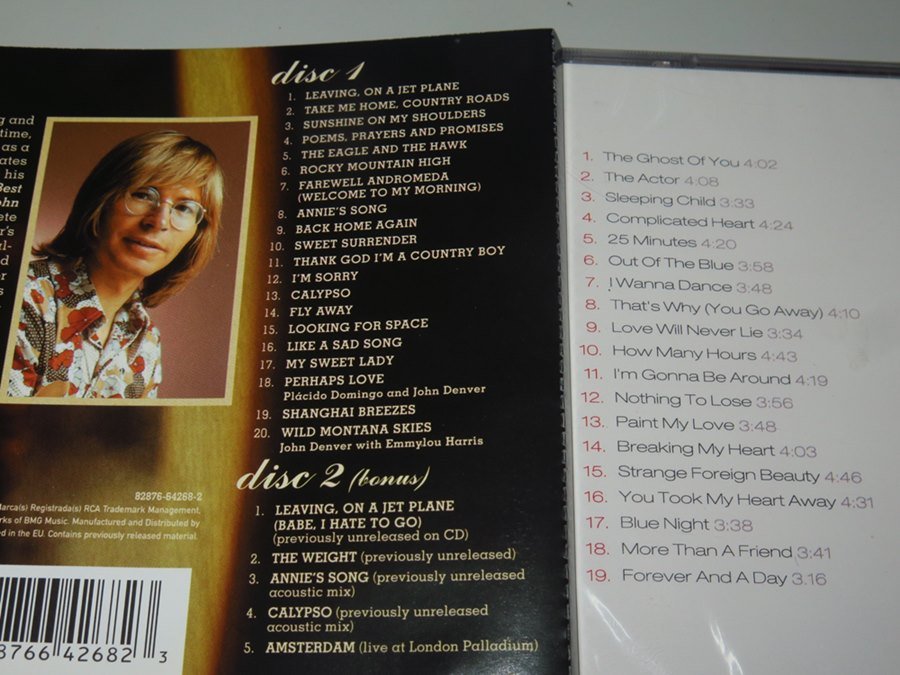 ng and
time,
as a
ates
his
Best
ohn
ete
r's
ul-
d
er
s
disc 1
1. LEAVING, ON A JET PLANE
2. TAKE ME HOME, COUNTRY ROADS
3. SUNSHINE ON MY SHOULDERS
4. POEMS, PRAYERS AND PROMISES
5. THE EAGLE AND THE HAWK
6. ROCKY MOUNTAIN HIGH
7. FAREWELL ANDROMEDA
(WELCOME TO MY MORNING)
8. ANNIE'S SONG
9. BACK HOME AGAIN
10. SWEET SURRENDER
11. THANK GOD I'M A COUNTRY BOY
12. I'M SORRY
13. CALYPSO
14. FLY AWAY
15. LOOKING FOR SPACE
16. LIKE A SAD SONG
17. MY SWEET LADY
18. PERHAPS LOVE
Plácido Domingo and John Denver
19. SHANGHAI BREEZES
20. WILD MONTANA SKIES
John Denver with Emmylou Harris
disc 2 (bonus)
1. LEAVING, ON A JET PLANE
(BABE, I HATE TO GO)
(previously unreleased on CD)
2. THE WEIGHT (previously unreleased)
3. ANNIE'S SONG (previously unreleased
acoustic mix)
4. CALYPSO (previously unreleased
acoustic mix)
5. AMSTERDAM (live at London Palladium)
82876-64268-2
Marca(s) Registrada(s) RCA Trademark Management,
rks of BMG Music. Manufactured and Distributed by
ed in the EU. Contains previously released material.
8766 42682 3
1. The Ghost Of You 4:02
2. The Actor 4:08
3. Sleeping Child 3:33
4. Complicated Heart 4:24
5. 25 Minutes 4:20
6. Out Of The Blue 3:58
7. I Wanna Dance 3:48
8. That's Why (You Go Away) 4:10
9. Love Will Never Lie 3:34
10. How Many Hours 4:43
11. I'm Gonna Be Around 4:19
12. Nothing To Lose 3:56
13. Paint My Love 3:48
14. Breaking My Heart 4:03
15. Strange Foreign Beauty 4:46
16. You Took My Heart Away 4:31
17. Blue Night 3:38
18. More Than A Friend 3:41
19. Forever And A Day 3.16